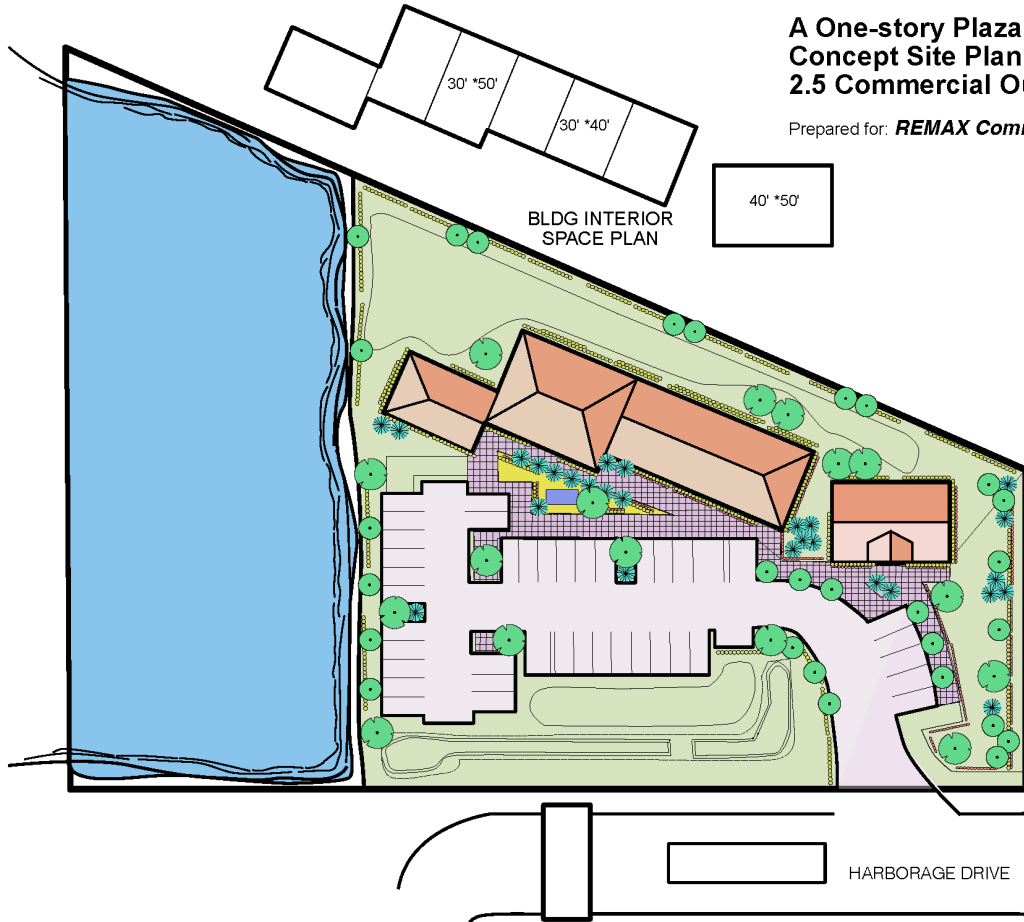 A One-story Plaza
Concept Site Plan
2.5 Commercial
Prepared for: REMAX
30' *50'
30' *40'
40' *50'
BLDG INTERIOR
SPACE PLAN
HARBORAGE DRIVE